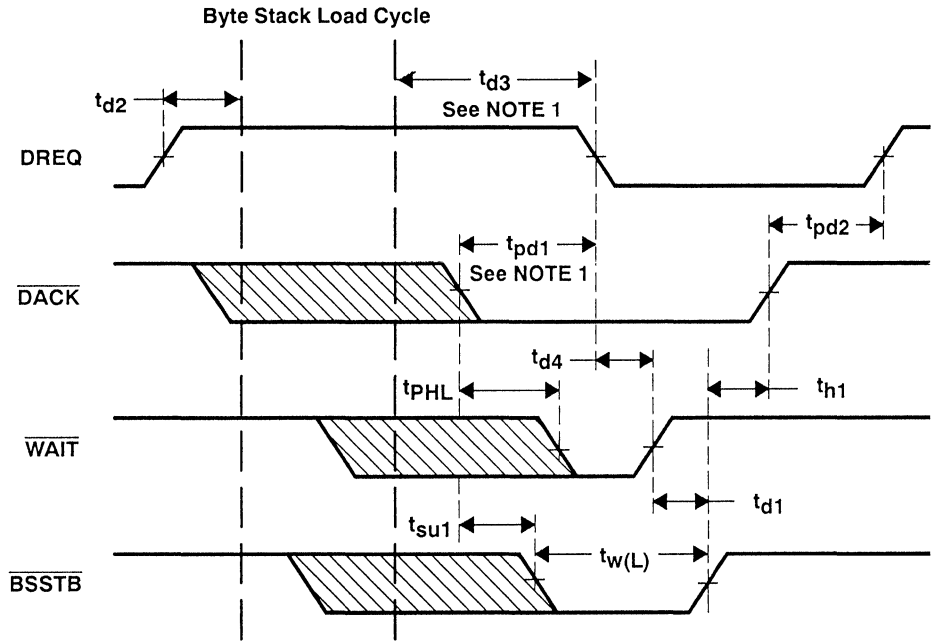 Byte Stack Load Cycle
td2
td3
See NOTE 1
DREQ
tpd2
tpd1
See NOTE 1
DACK
td4
tPHL
th1
WAIT
td1
tsu1
tw(L)
BSSTB